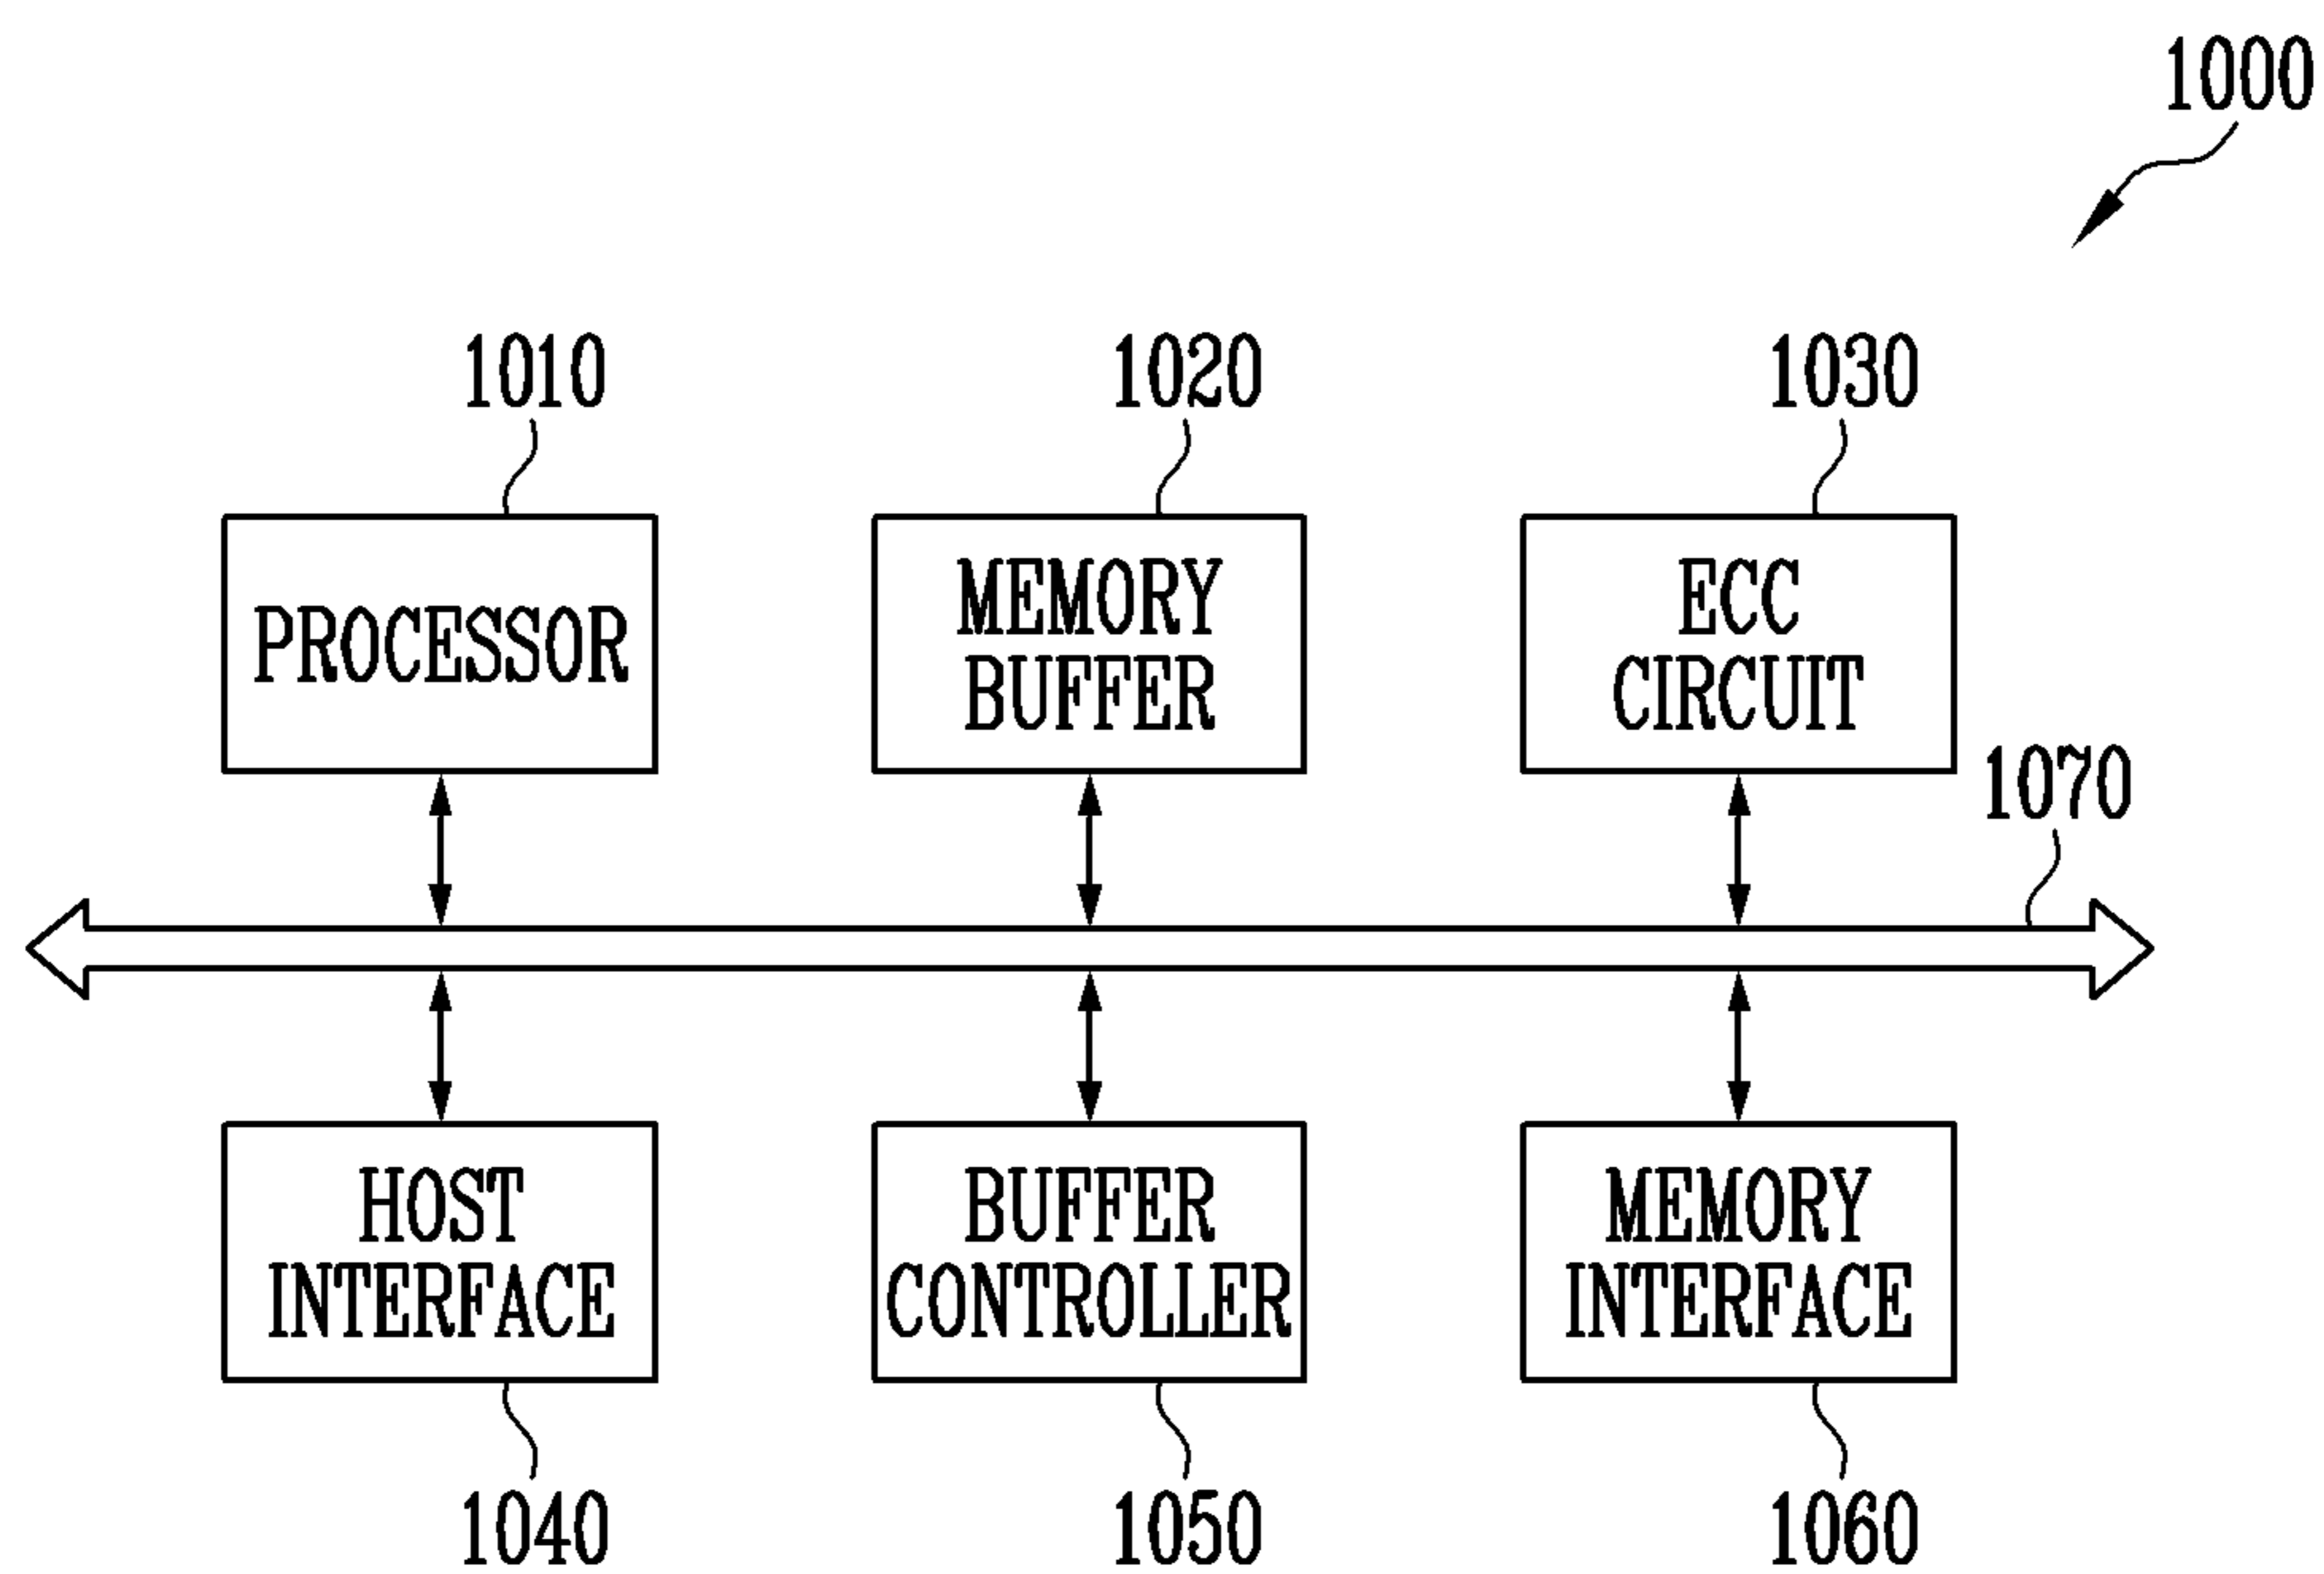 1000
1010
1020
1030
PROCESSOR
MEMORY
BUFFER
ECC
CIRCUIT
1070
HOST
INTERFACE
BUFFER
CONTROLLER
MEMORY
INTERFACE
1040
1050
1060